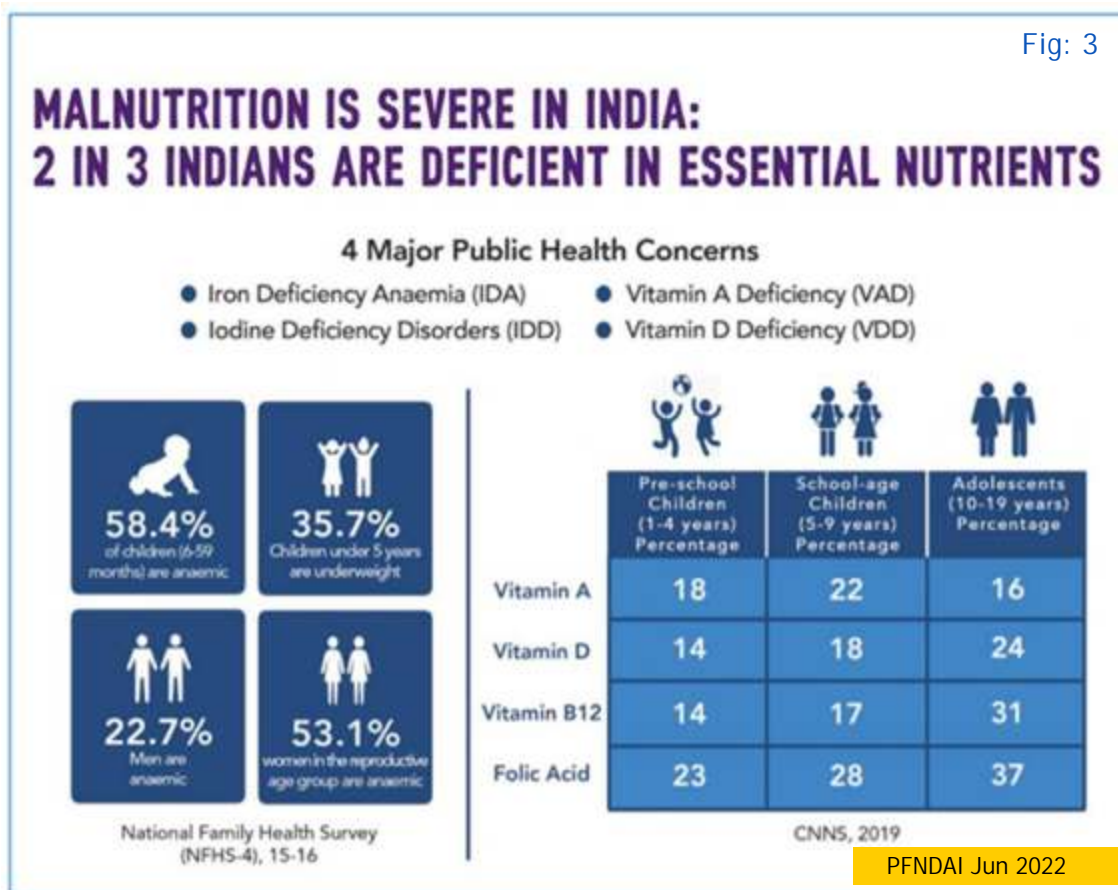 Fig: 3
MALNUTRITION IS SEVERE IN INDIA:
2 IN 3 INDIANS ARE DEFICIENT IN ESSENTIAL NUTRIENTS
4 Major Public Health Concerns
● Iron Deficiency Anaemia (IDA)
● Iodine Deficiency Disorders (IDD)
● Vitamin A Deficiency (VAD)
● Vitamin D Deficiency (VDD)
58.4%
of children (6-59
months) are anaemic
35.7%
Children under 5 years
are underweight
22.7%
Men are
anaemic
53.1%
women in the reproductive
age group are anaemic
National Family Health Survey
(NFHS-4), 15-16
Pre-school
Children
(1-4 years)
Percentage
School-age
Children
(5-9 years)
Percentage
Adolescents
(10-19 years)
Percentage
Vitamin A 18 22 16
Vitamin D 14 18 24
Vitamin B12 14 17 31
Folic Acid 23 28 37
CNNS, 2019
PFNDAI Jun 2022